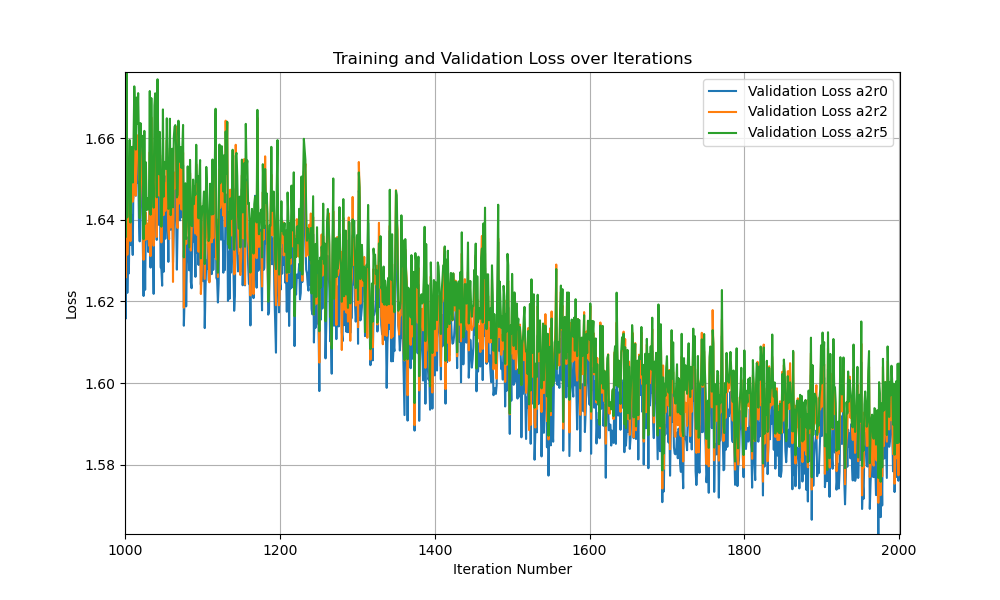 Training and Validation Loss over Iterations
Validation Loss a2r0
Validation Loss a2r2
Validation Loss a2r5
Loss
1.66
1.64
1.62
1.60
1.58
1000
1200
1400
1600
1800
2000
Iteration Number